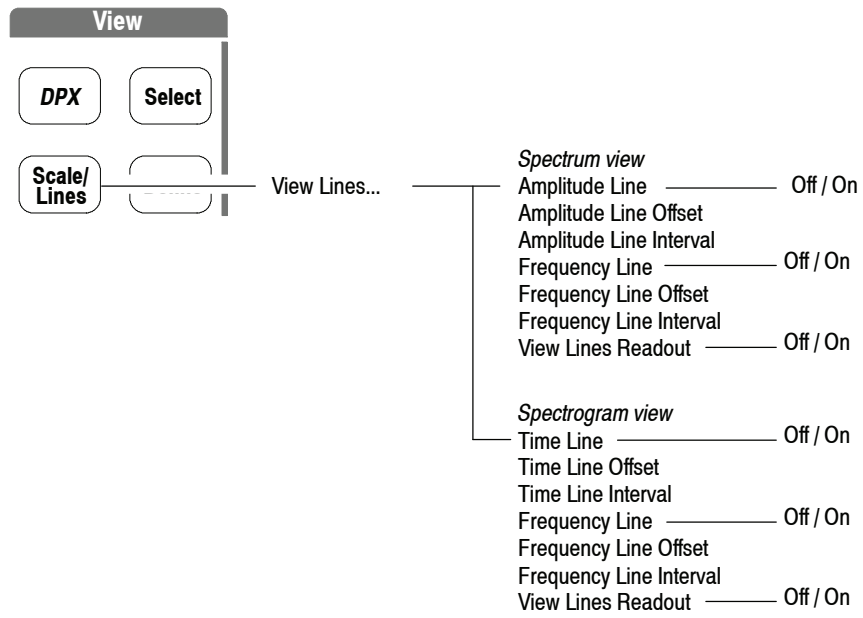 View
DPX
Select
Scale/
Lines
View Lines...
Spectrum view
Amplitude Line Off / On
Amplitude Line Offset
Amplitude Line Interval
Frequency Line Off / On
Frequency Line Offset
Frequency Line Interval
View Lines Readout Off / On
Spectrogram view
Time Line Off / On
Time Line Offset
Time Line Interval
Frequency Line Off / On
Frequency Line Offset
Frequency Line Interval
View Lines Readout Off / On